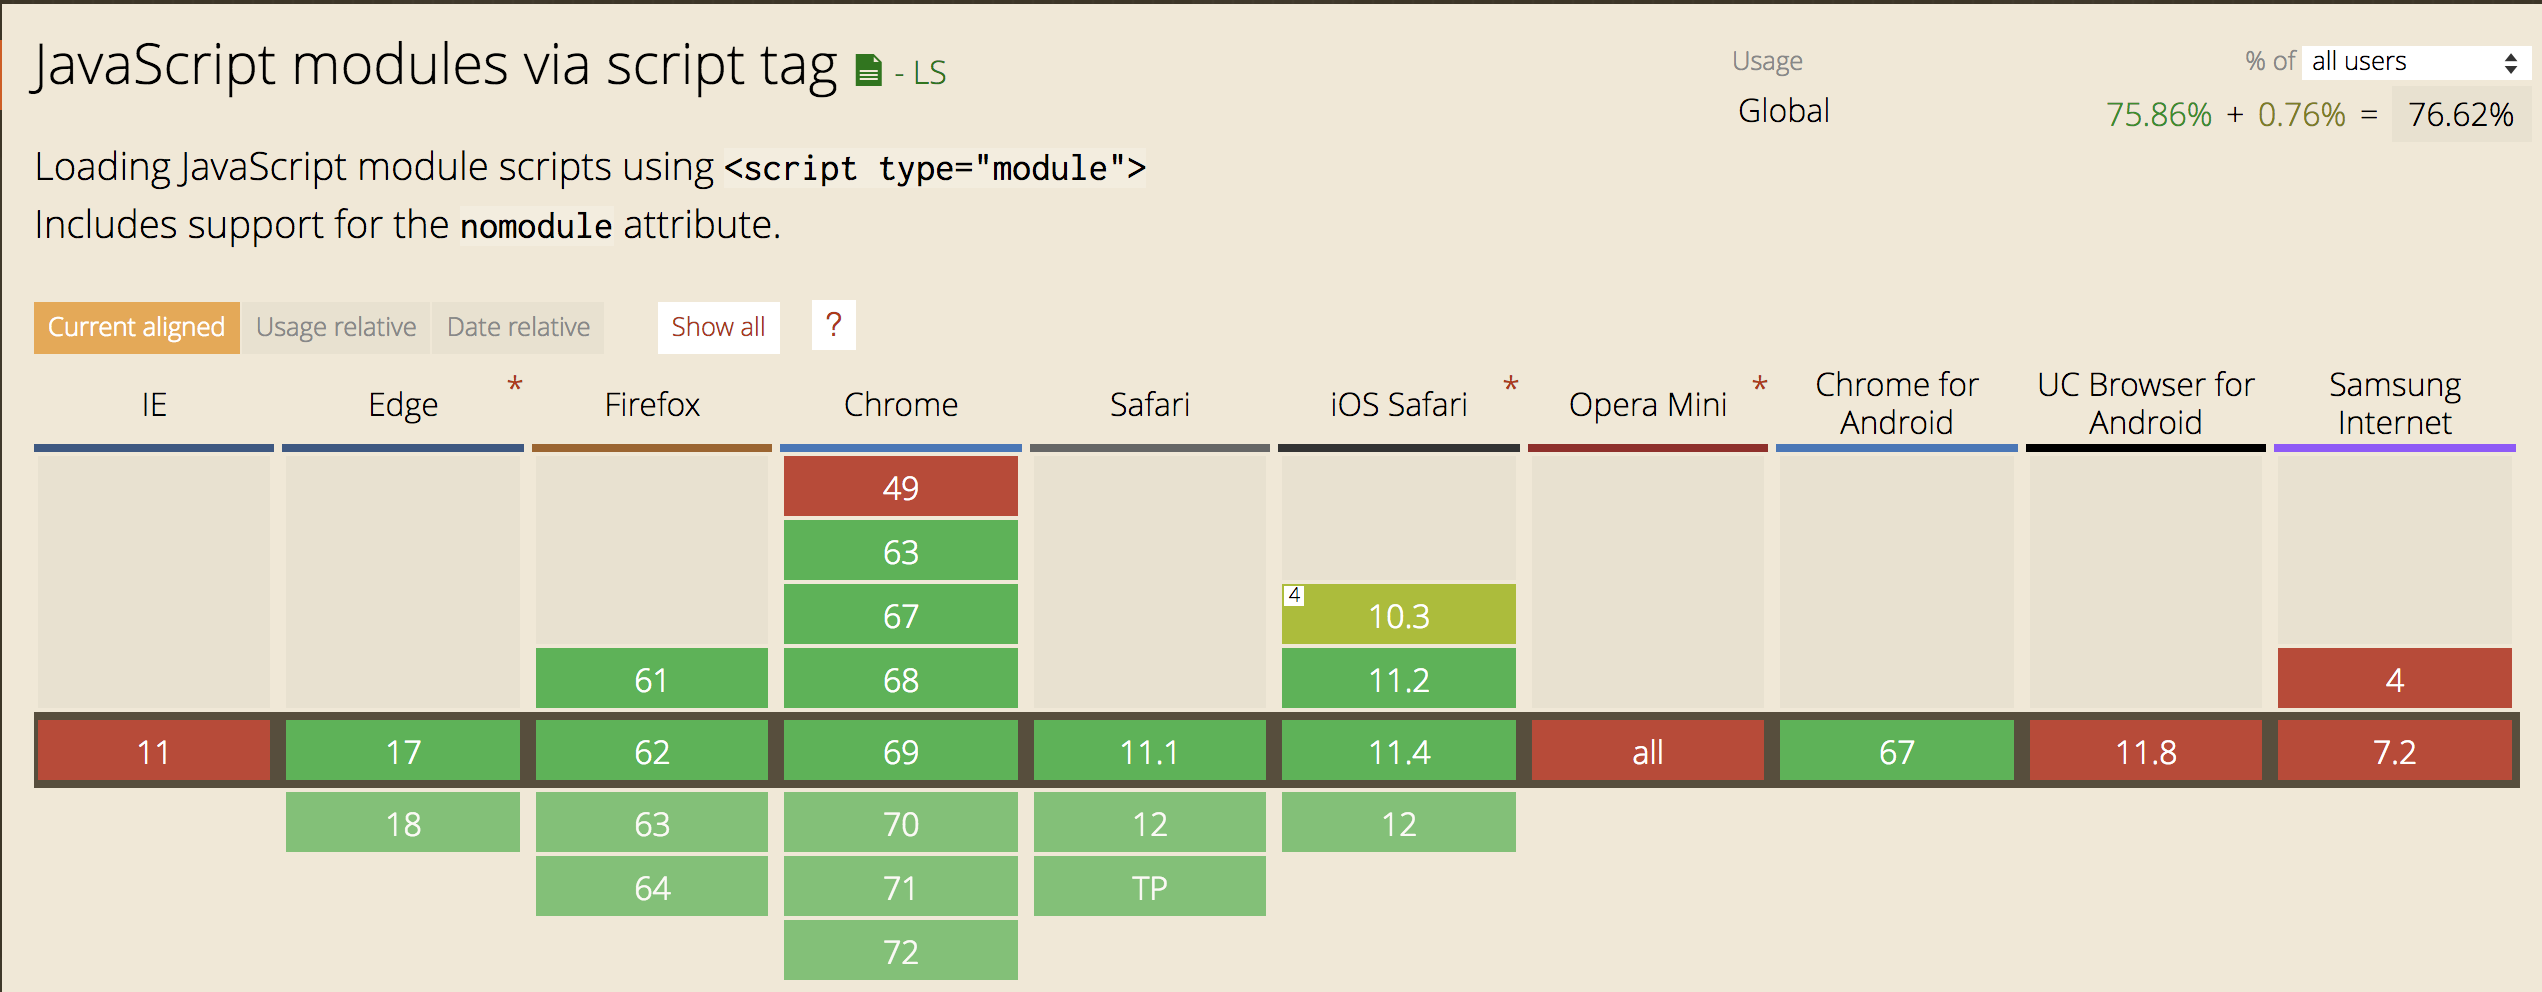 JavaScript modules via script tag - LS
Usage % of all users
Global 75.86% + 0.76% = 76.62%
Loading JavaScript module scripts using <script type="module">
Includes support for the nomodule attribute.
Current aligned Usage relative Date relative Show all ?
IE Edge * Firefox Chrome Safari iOS Safari * Opera Mini * Chrome for Android UC Browser for Android Samsung Internet
49
63
67 4 10.3
61 68 11.2 4
11 17 62 69 11.1 11.4 all 67 11.8 7.2
18 63 70 12 12
64 71 TP
72